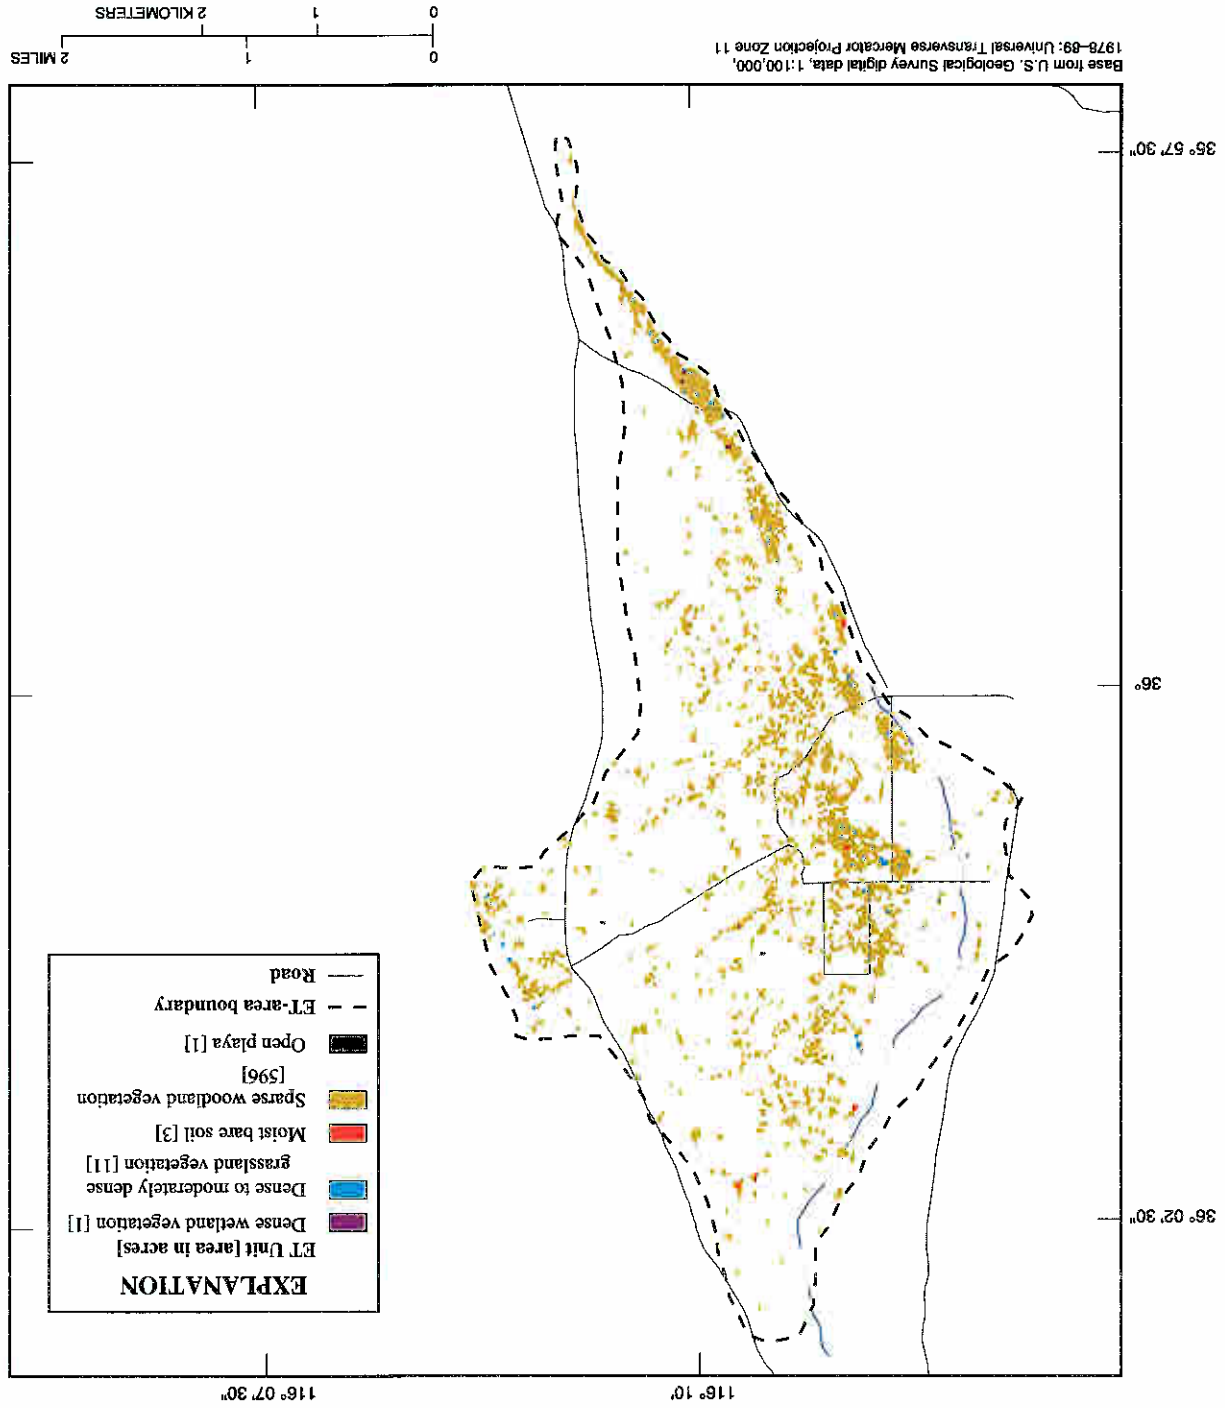 116° 10'
116° 07' 30"
36° 02' 30"
36°
35° 57' 30"
EXPLANATION
ET Unit [area in acres]
Dense wetland vegetation [1]
Dense to moderately dense
grassland vegetation [11]
Moist bare soil [3]
Sparse woodland vegetation
[596]
Open playa [1]
ET-area boundary
Road
Base from U.S. Geological Survey digital data, 1:100,000,
1978–89: Universal Transverse Mercator Projection Zone 11
0 1 2 MILES
0 1 2 KILOMETERS